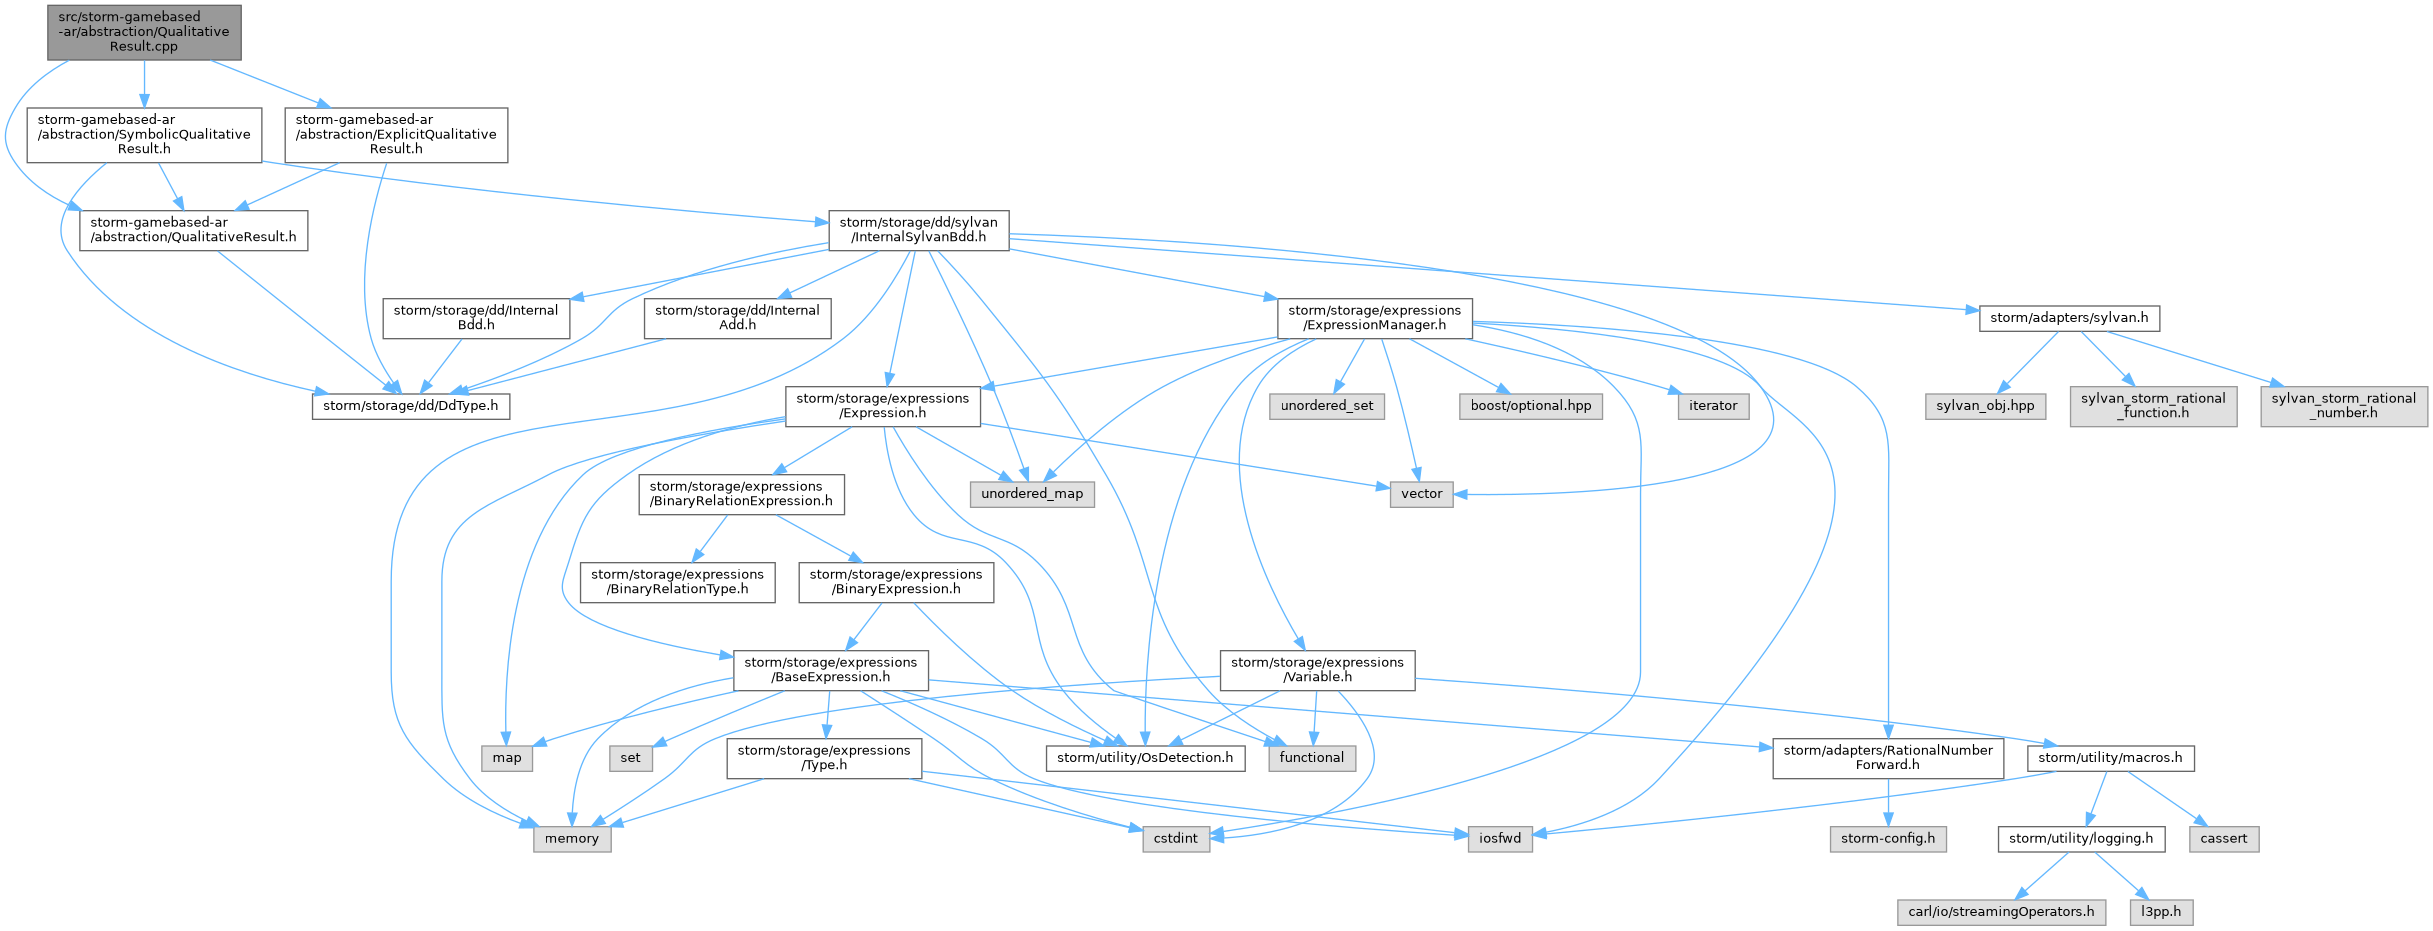 src/storm-gamebased
-ar/abstraction/Qualitative
Result.cpp
storm-gamebased-ar
/abstraction/SymbolicQualitative
Result.h
storm-gamebased-ar
/abstraction/ExplicitQualitative
Result.h
storm-gamebased-ar
/abstraction/QualitativeResult.h
storm/storage/dd/sylvan
/InternalSylvanBdd.h
storm/storage/dd/Internal
Bdd.h
storm/storage/dd/Internal
Add.h
storm/storage/expressions
/ExpressionManager.h
storm/adapters/sylvan.h
storm/storage/dd/DdType.h
storm/storage/expressions
/Expression.h
unordered_set
boost/optional.hpp
iterator
sylvan_obj.hpp
sylvan_storm_rational
_function.h
sylvan_storm_rational
_number.h
storm/storage/expressions
/BinaryRelationExpression.h
unordered_map
vector
storm/storage/expressions
/BinaryRelationType.h
storm/storage/expressions
/BinaryExpression.h
storm/storage/expressions
/BaseExpression.h
storm/storage/expressions
/Variable.h
map
set
storm/storage/expressions
/Type.h
storm/utility/OsDetection.h
functional
storm/adapters/RationalNumber
Forward.h
storm/utility/macros.h
memory
cstdint
iosfwd
storm-config.h
storm/utility/logging.h
cassert
carl/io/streamingOperators.h
l3pp.h